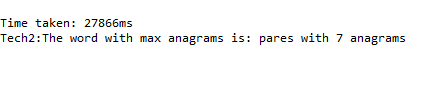 Time taken: 27866ms
Tech2:The word with max anagrams is: pares with 7 anagrams